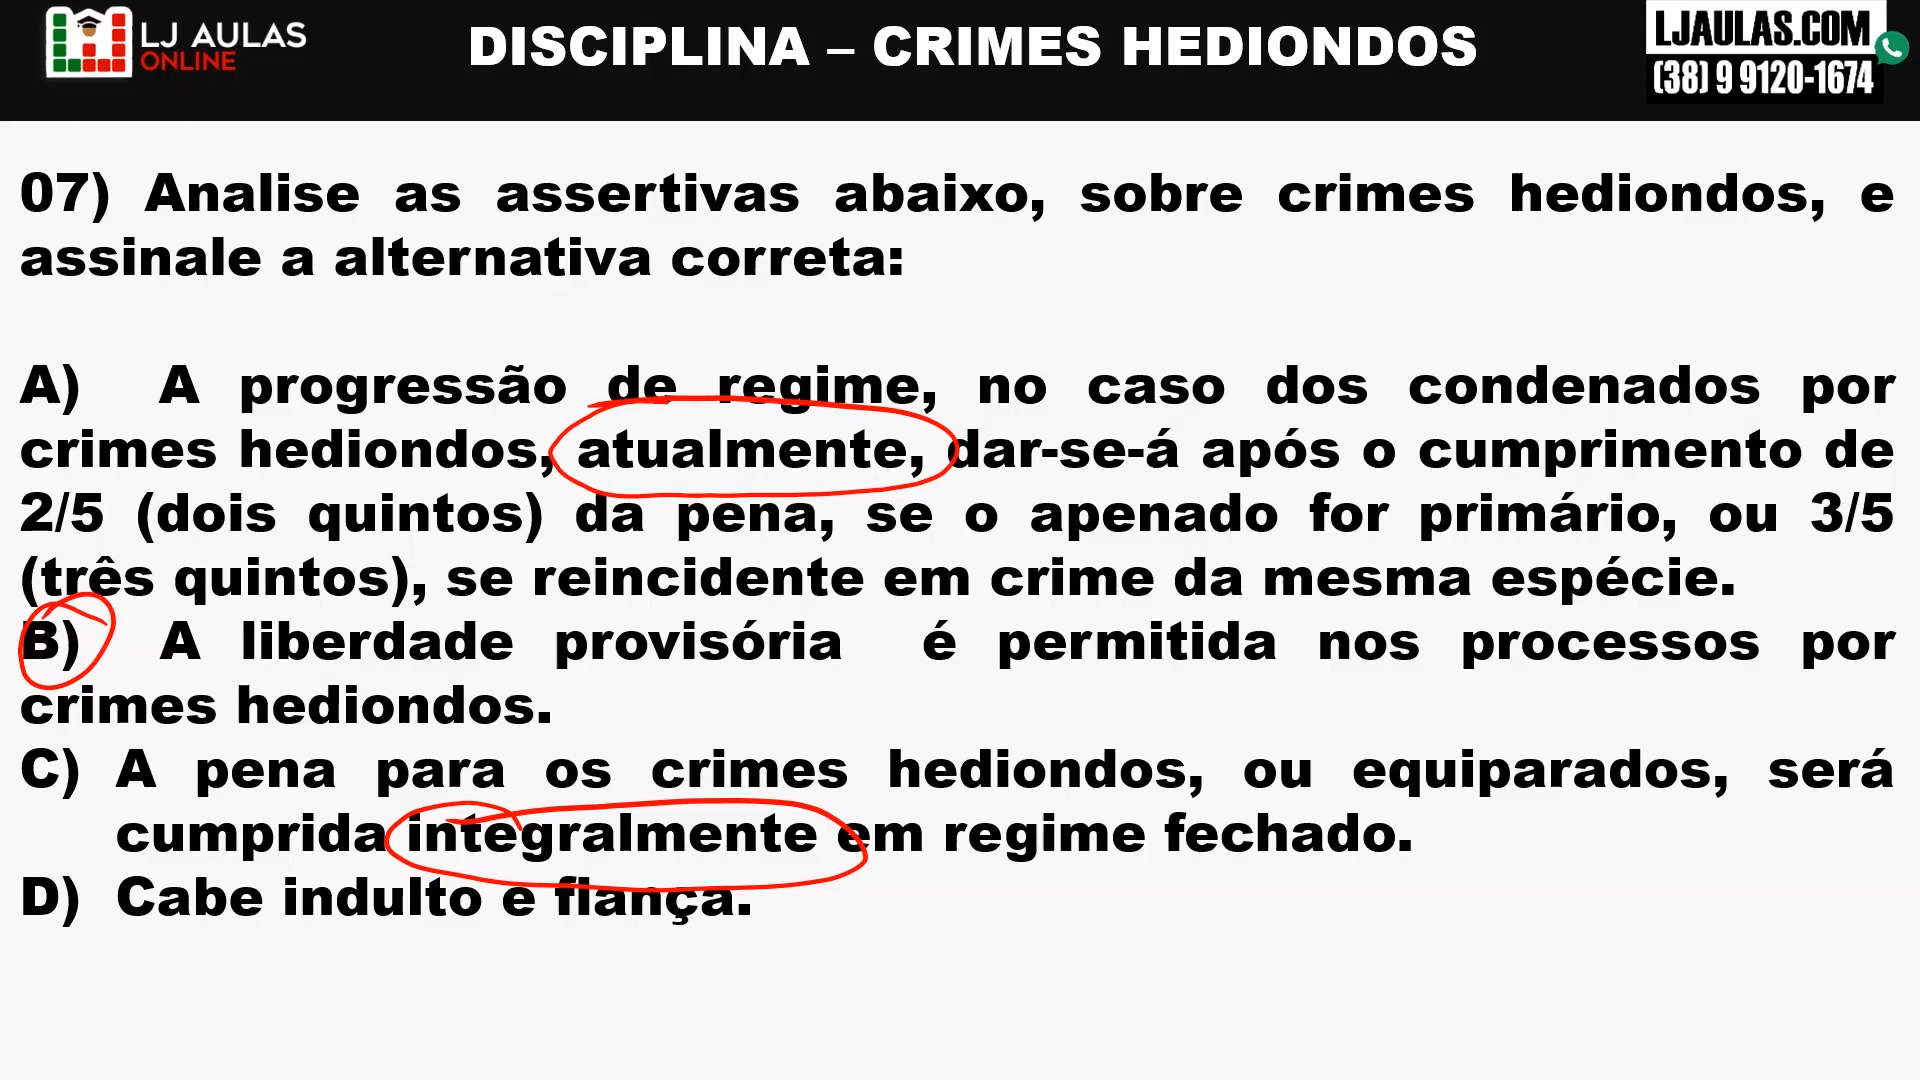 LJ AULAS
ONLINE
DISCIPLINA – CRIMES HEDIONDOS
LJAULAS.COM
(38) 9 9120-1674
07) Analise as assertivas abaixo, sobre crimes hediondos, e
assinale a alternativa correta:
A) A progressão de regime, no caso dos condenados por
crimes hediondos, atualmente, dar-se-á após o cumprimento de
2/5 (dois quintos) da pena, se o apenado for primário, ou 3/5
(três quintos), se reincidente em crime da mesma espécie.
B) A liberdade provisória é permitida nos processos por
crimes hediondos.
C) A pena para os crimes hediondos, ou equiparados, será
cumprida integralmente em regime fechado.
D) Cabe indulto e fiança.